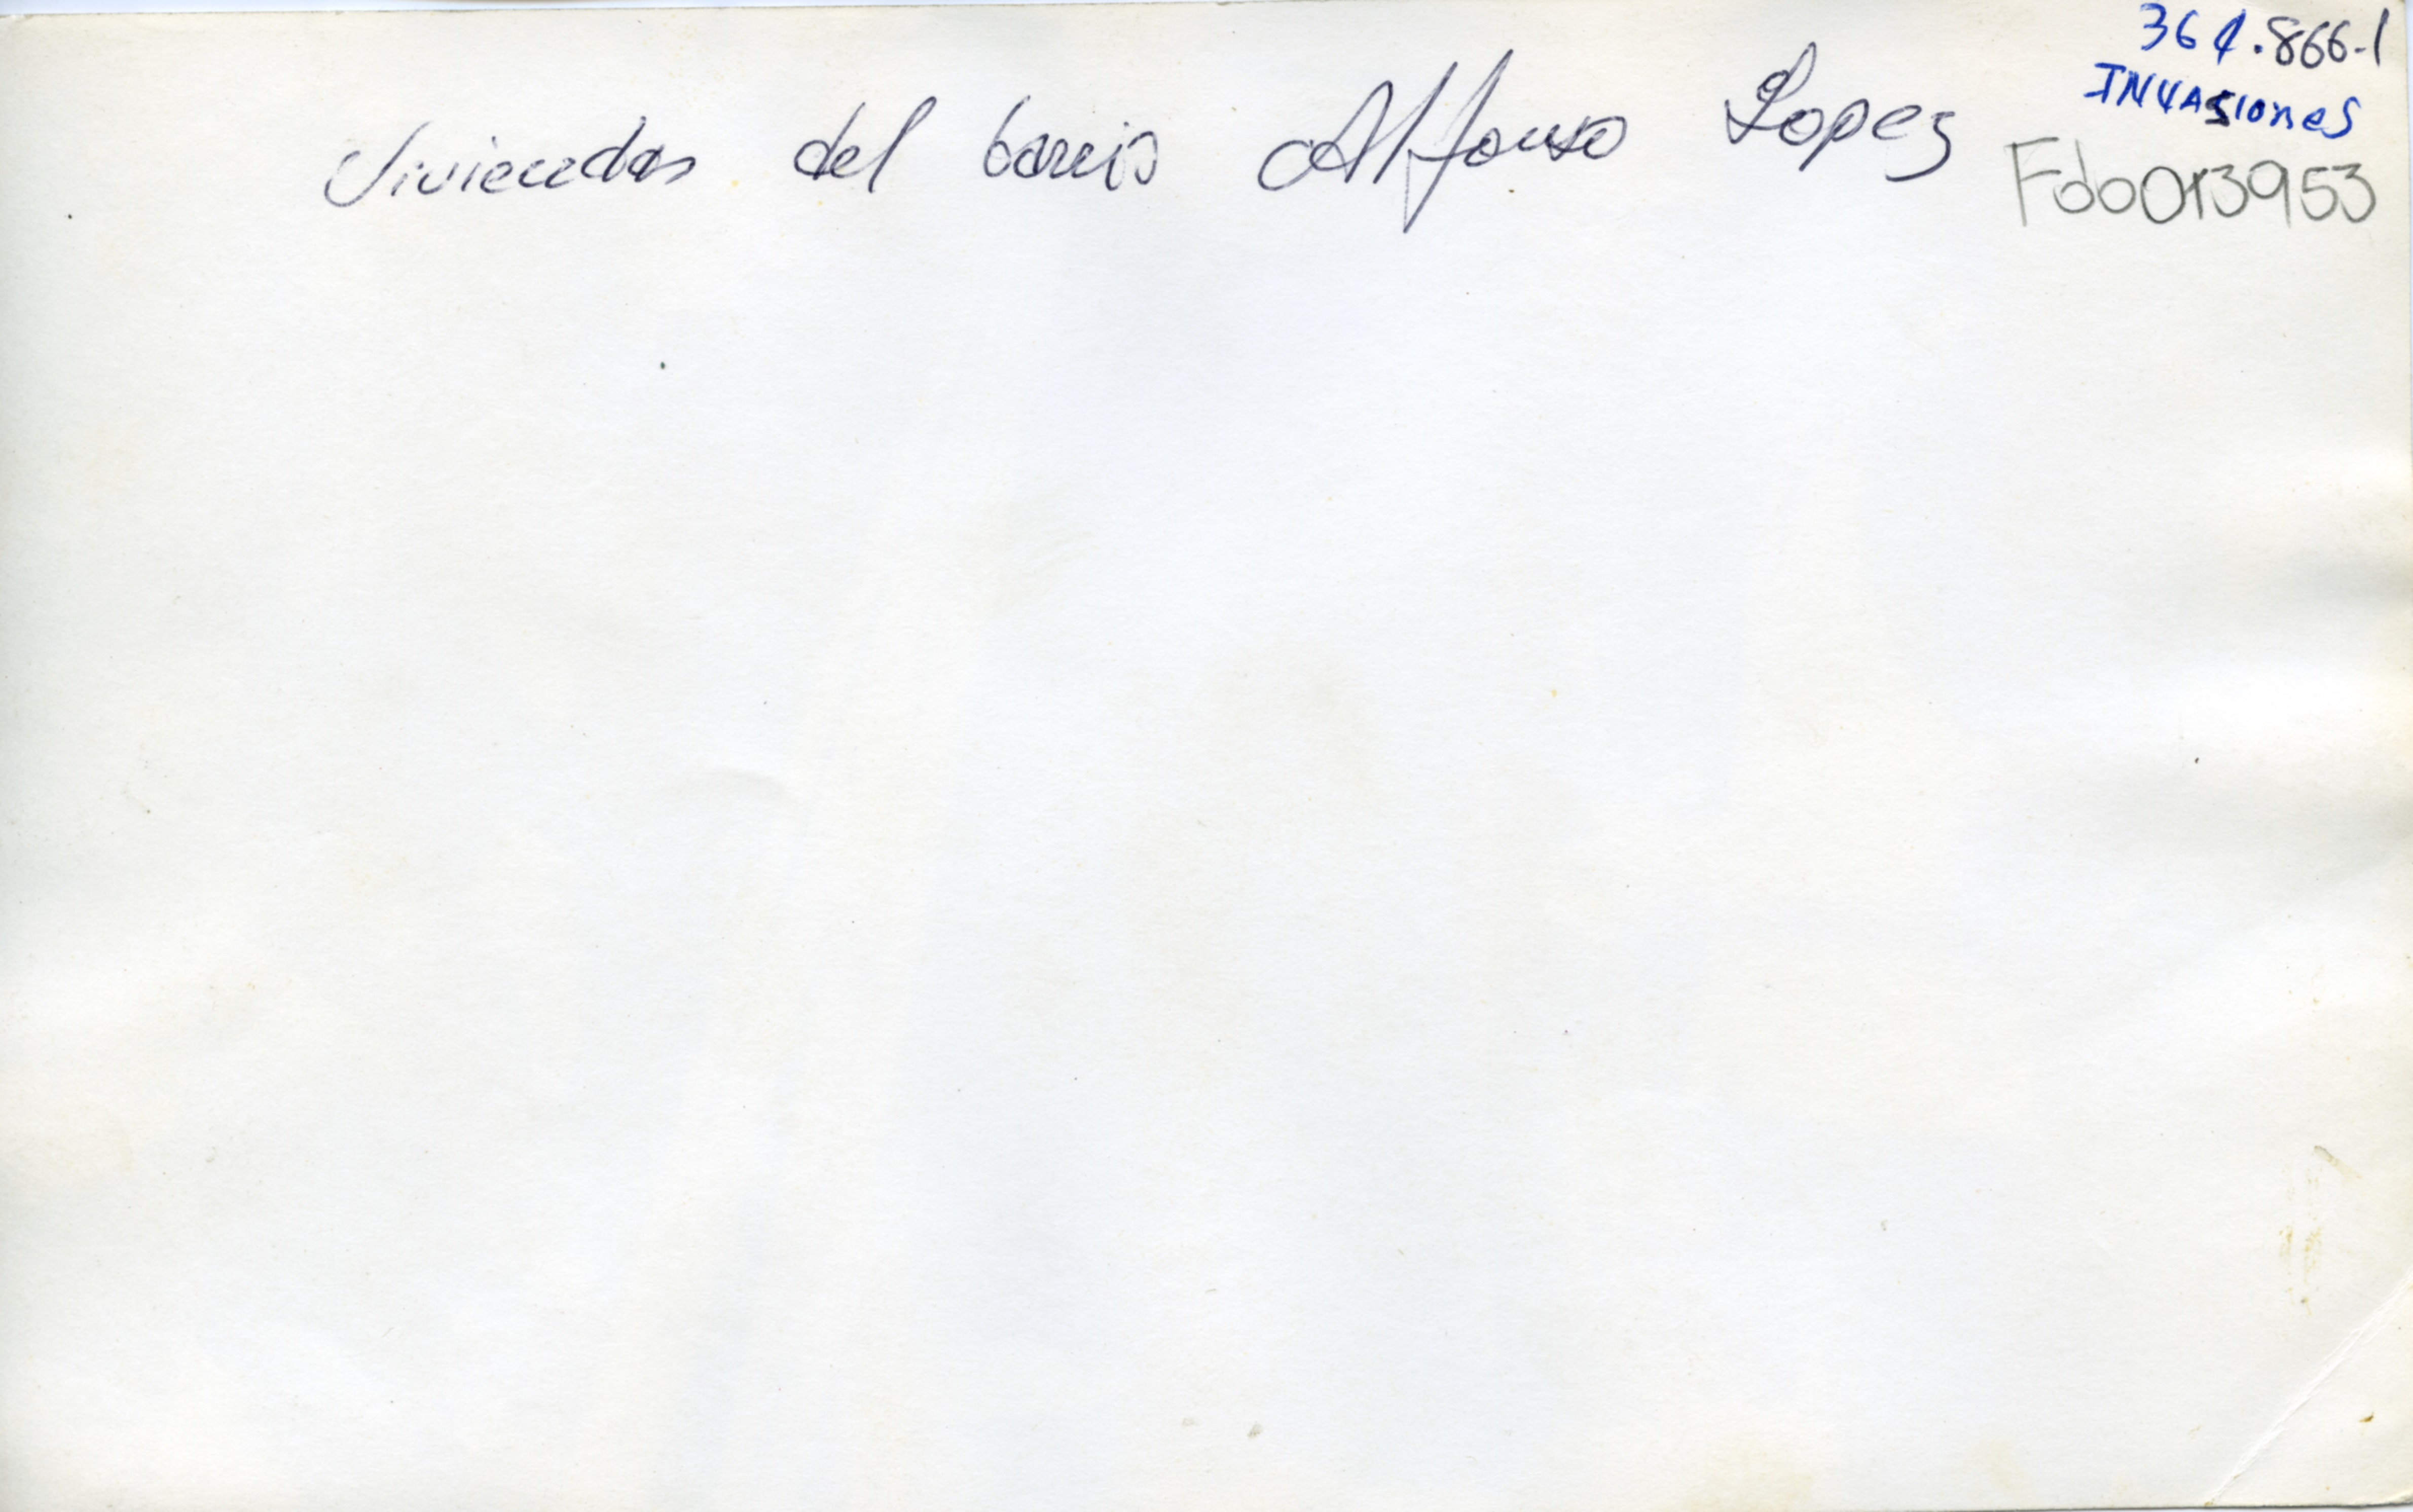 364.866-1
INVASIONES
Viviendas del barrio Alfonso Lopez
Fdo013953